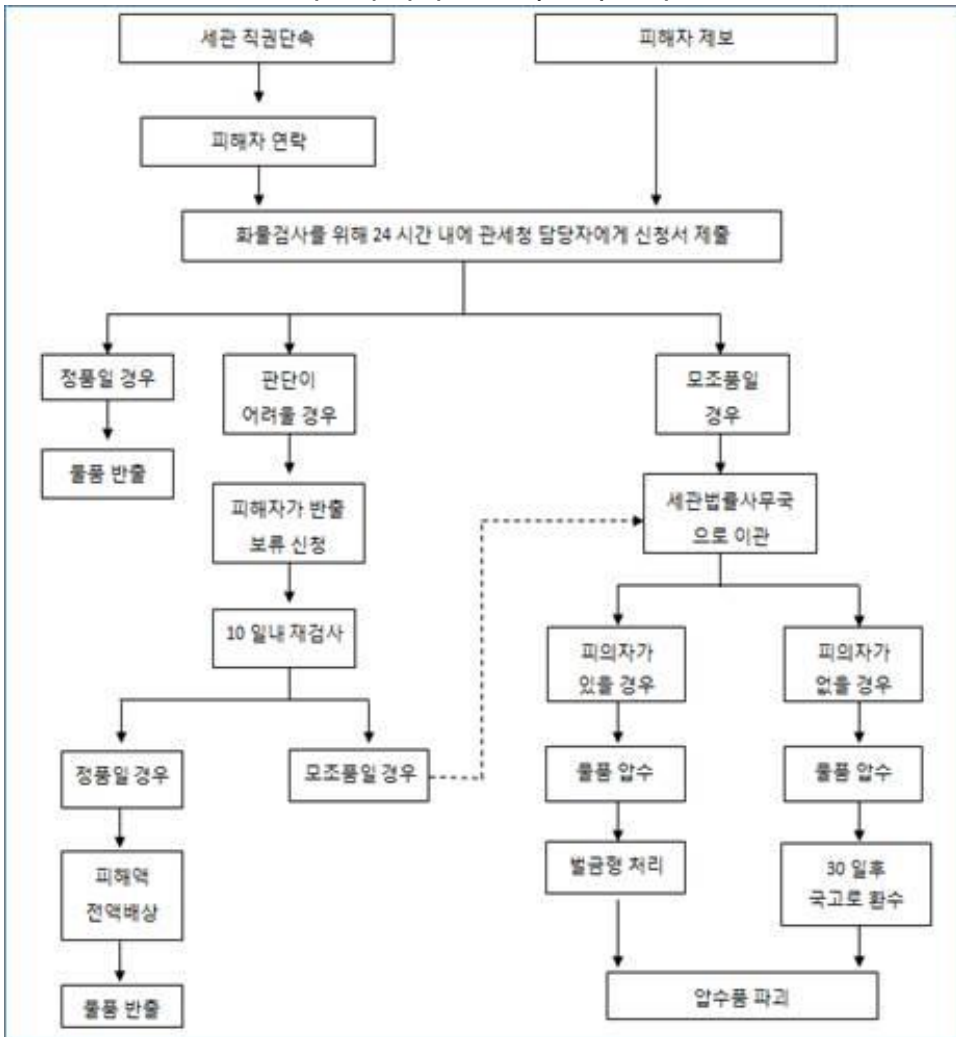 세관 직권단속
피해자 제보
피해자 연락
화물검사를 위해 24 시간 내에 관세청 담당자에게 신청서 제출
정품일 경우
판단이
어려울 경우
모조품일
경우
물품 반출
피해자가 반출
보류 신청
세관법률사무국
으로 이관
10 일내 재검사
피의자가
있을 경우
피의자가
없을 경우
정품일 경우
모조품일 경우
물품 압수
물품 압수
피해액
전액배상
벌금형 처리
30 일후
국고로 환수
물품 반출
압수품 파괴